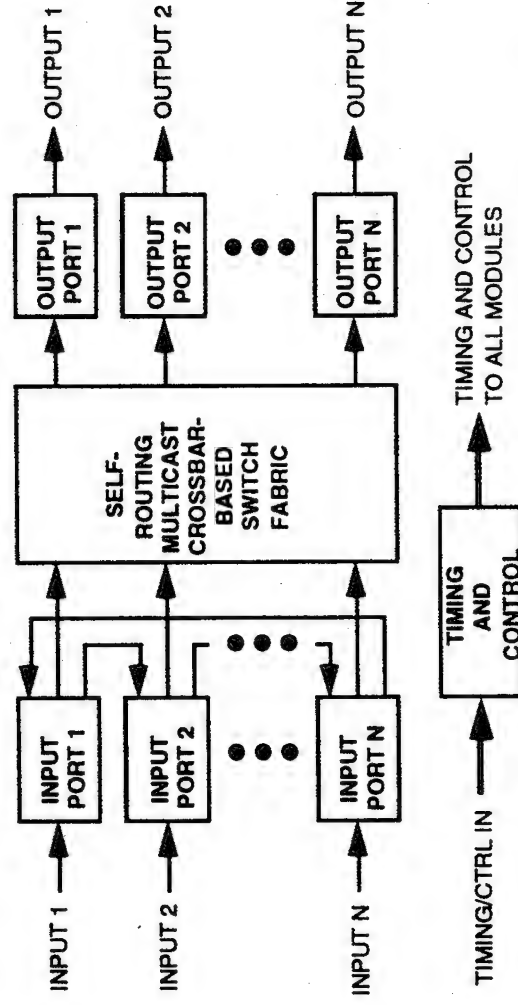 INPUT 1
INPUT
PORT 1
OUTPUT
PORT 1
OUTPUT 1
INPUT 2
INPUT
PORT 2
SELF-
ROUTING
MULTICAST
CROSSBAR-
BASED
SWITCH
FABRIC
OUTPUT
PORT 2
OUTPUT 2
INPUT N
INPUT
PORT N
OUTPUT
PORT N
OUTPUT N
TIMING/CTRL IN
TIMING
AND
CONTROL
TIMING AND CONTROL
TO ALL MODULES